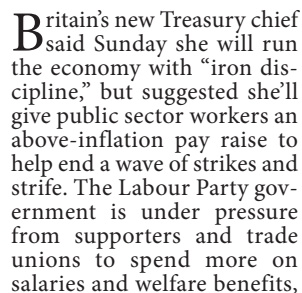 Britain’s new Treasury chief
said Sunday she will run
the economy with “iron dis-
cipline,” but suggested she’ll
give public sector workers an
above-inflation pay raise to
help end a wave of strikes and
strife. The Labour Party gov-
ernment is under pressure
from supporters and trade
unions to spend more on
salaries and welfare benefits,